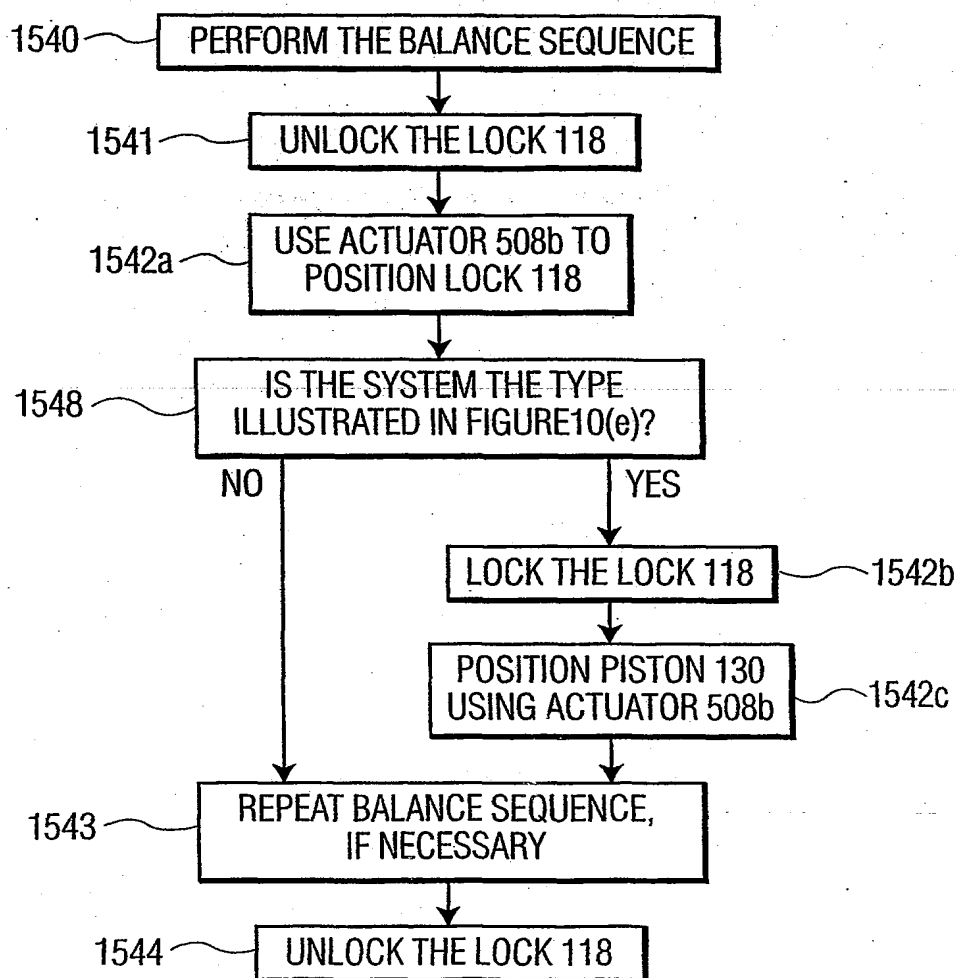 1540
PERFORM THE BALANCE SEQUENCE
1541
UNLOCK THE LOCK 118
1542a
USE ACTUATOR 508b TO
POSITION LOCK 118
1548
IS THE SYSTEM THE TYPE
ILLUSTRATED IN FIGURE10(e)?
NO
YES
LOCK THE LOCK 118
1542b
POSITION PISTON 130
USING ACTUATOR 508b
1542c
1543
REPEAT BALANCE SEQUENCE,
IF NECESSARY
1544
UNLOCK THE LOCK 118